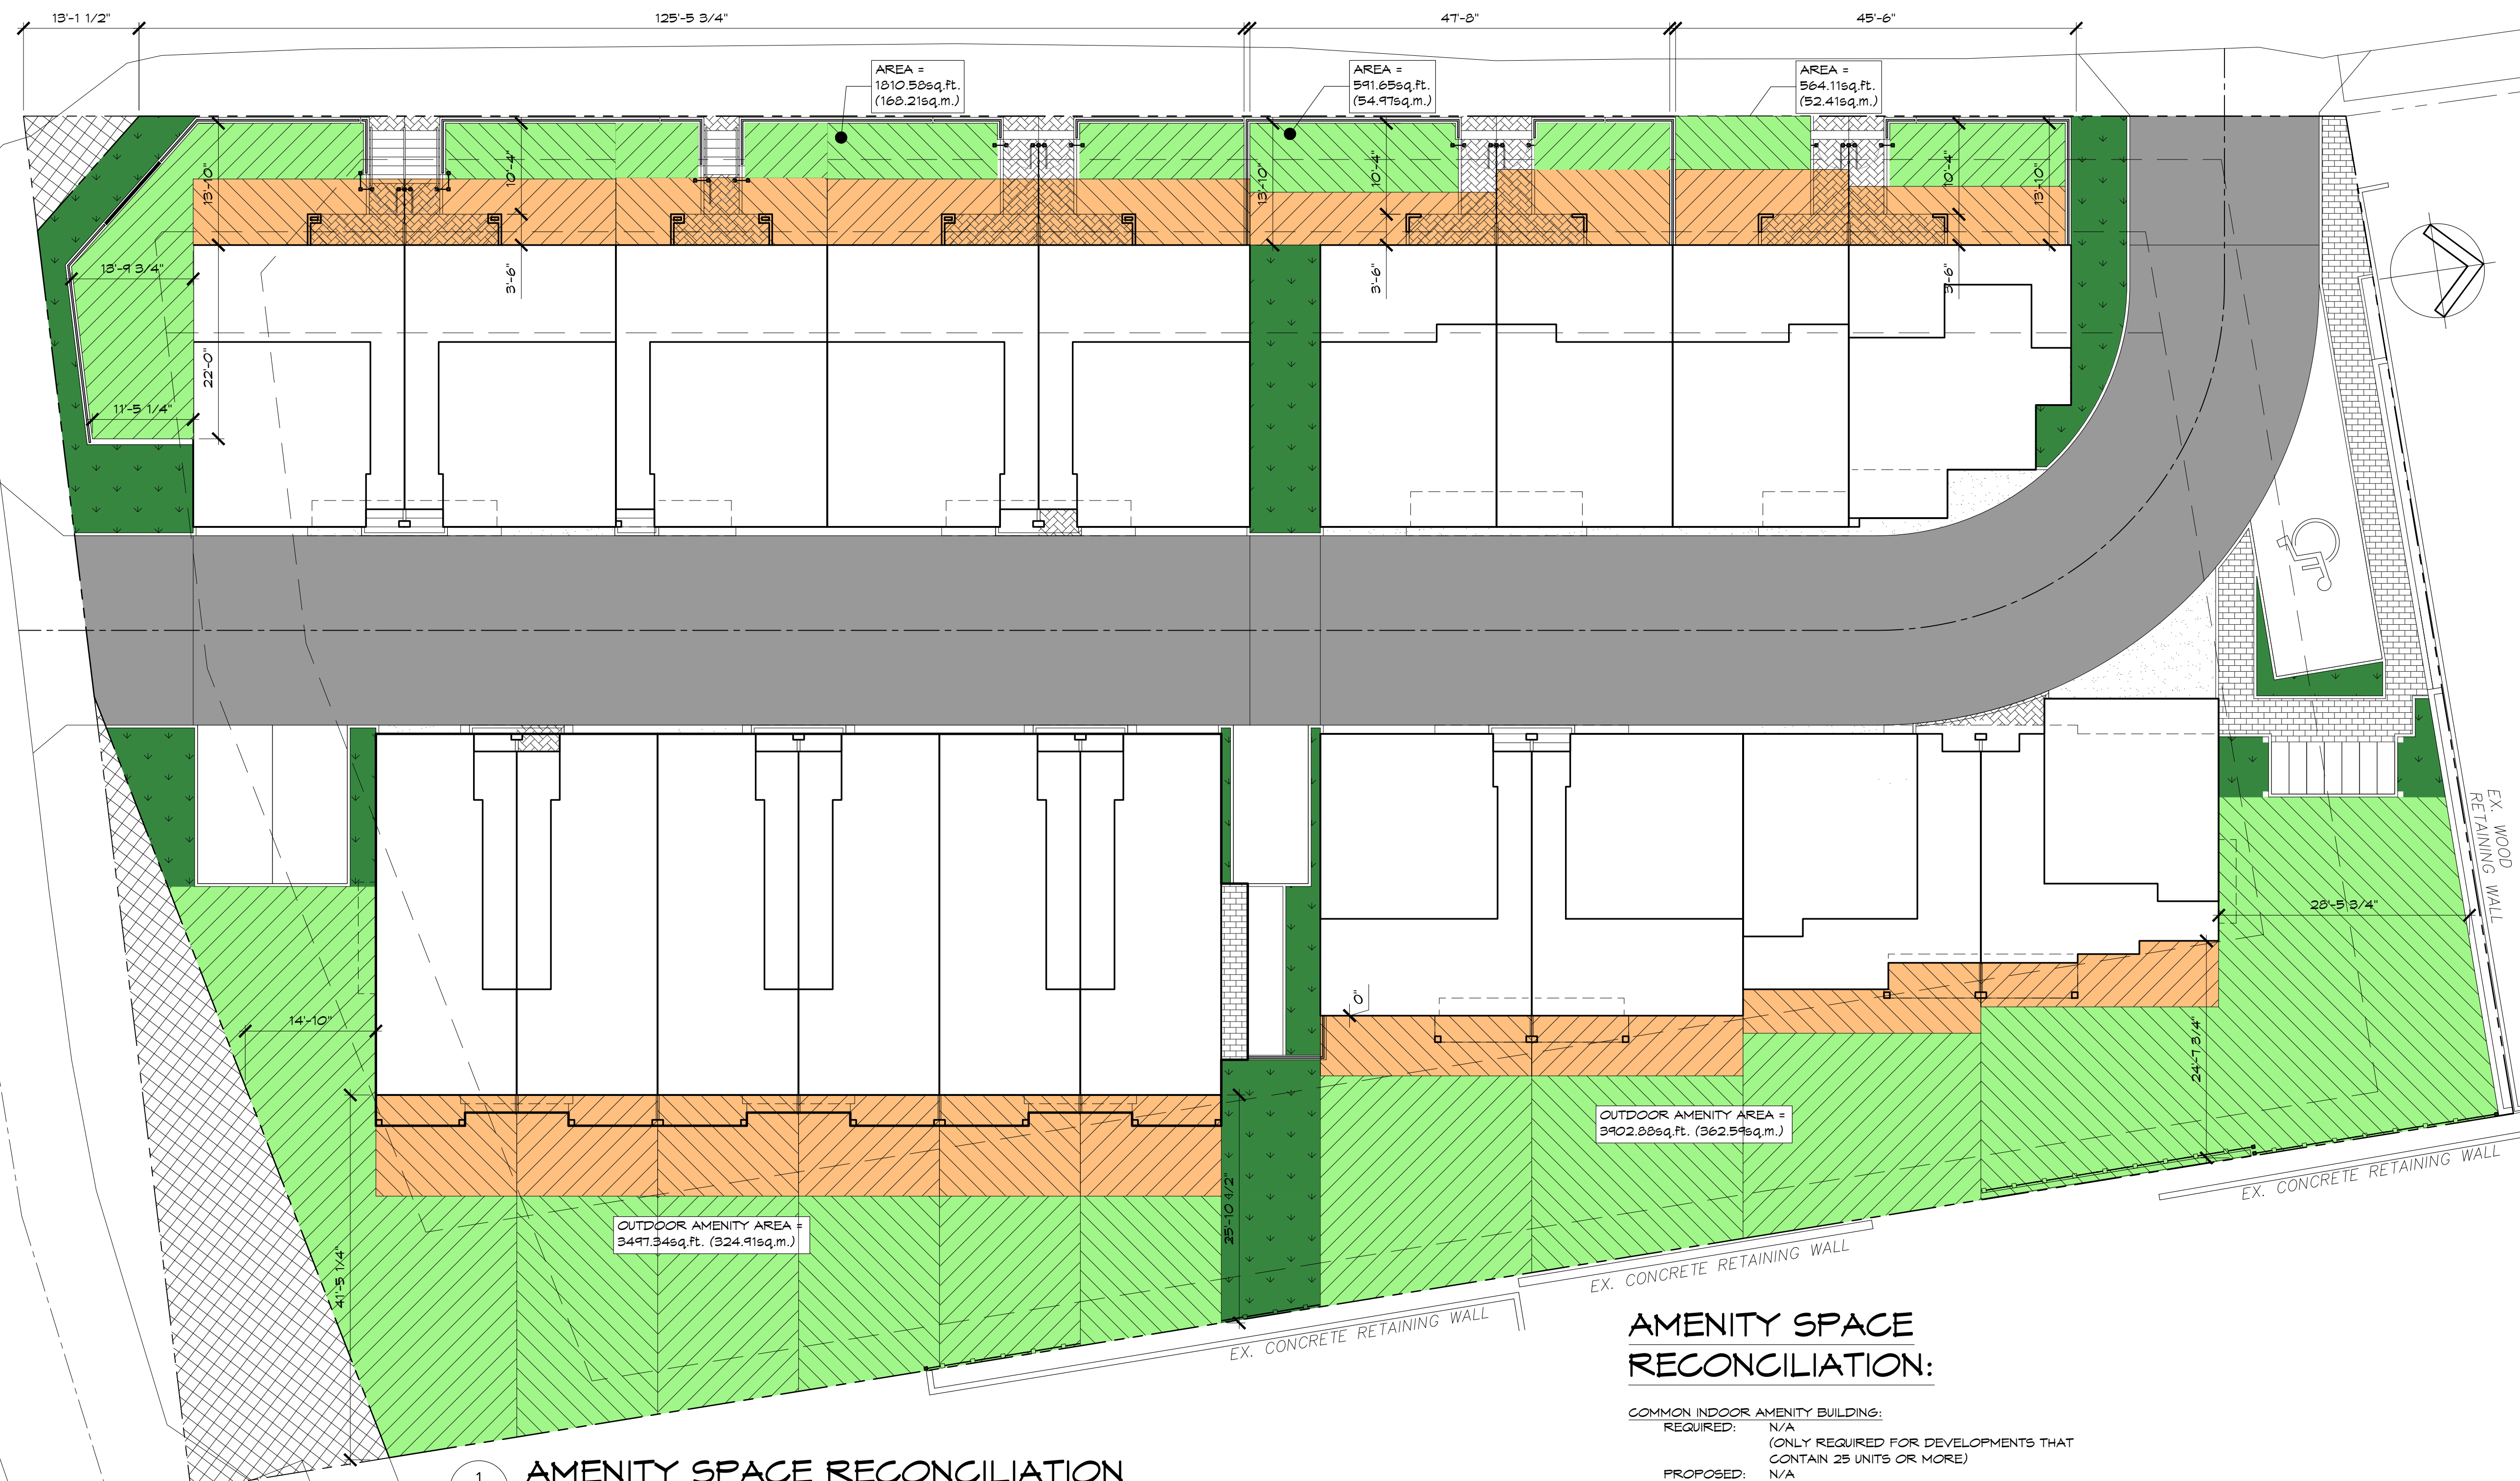 13'-1 1/2"
125'-5 3/4"
47'-8"
45'-6"
AREA =
1810.58sq.ft.
(168.21sq.m.)
AREA =
591.65sq.ft.
(54.97sq.m.)
AREA =
564.11sq.ft.
(52.41sq.m.)
13'-10"
10'-4"
13'-10"
10'-4"
10'-4"
13'-10"
13'-9 3/4"
3'-6"
3'-6"
3'-6"
22'-0"
11'-5 1/4"
EX. WOOD
RETAINING WALL
28'-5 3/4"
0"
14'-10"
24'-7 3/4"
OUTDOOR AMENITY AREA =
3902.88sq.ft. (362.59sq.m.)
EX. CONCRETE RETAINING WALL
25'-10 1/2"
OUTDOOR AMENITY AREA =
3497.34sq.ft. (324.91sq.m.)
41'-5 1/4"
EX. CONCRETE RETAINING WALL
EX. CONCRETE RETAINING WALL
AMENITY SPACE
RECONCILIATION:
COMMON INDOOR AMENITY BUILDING:
REQUIRED: N/A
(ONLY REQUIRED FOR DEVELOPMENTS THAT
CONTAIN 25 UNITS OR MORE)
PROPOSED: N/A
1 AMENITY SPACE RECONCILIATION